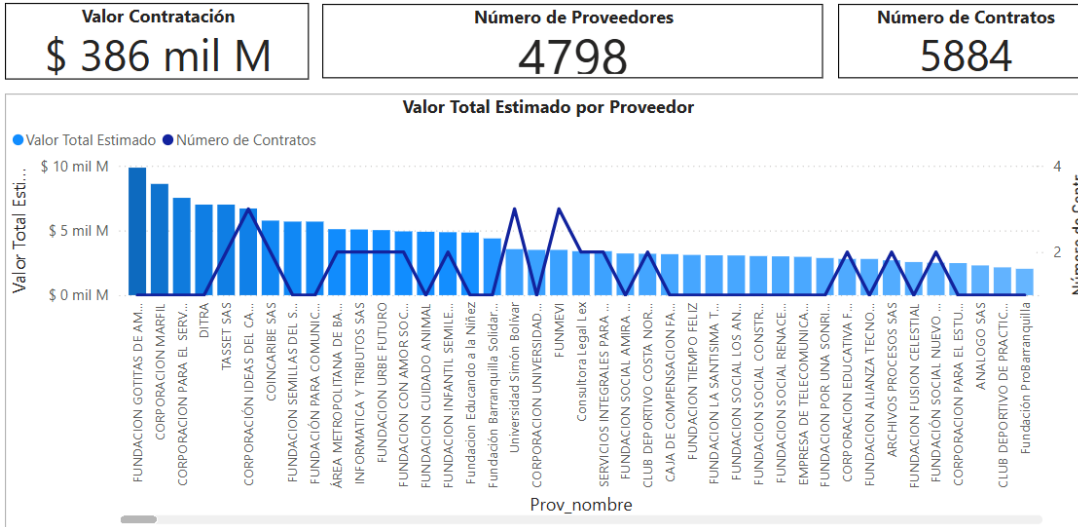 Valor Contratación
$ 386 mil M
Número de Proveedores
4798
Número de Contratos
5884
Valor Total Estimado por Proveedor
Valor Total Estimado
Número de Contratos
Valor Total Esti...
$ 10 mil M
$ 5 mil M
$ 0 mil M
4
2
Número de Contr...
FUNDACION GOTITAS DE AM...
CORPORACION MARFIL
CORPORACION PARA EL SERV...
DITRA
TASSET SAS
CORPORACIÓN IDEAS DEL CA...
COINCARIBE SAS
FUNDACION SEMILLAS DEL S...
FUNDACIÓN PARA COMUNIC...
ÁREA METROPOLITANA DE BA...
INFORMATICA Y TRIBUTOS SAS
FUNDACION URBE FUTURO
FUNDACION CON AMOR SOC...
FUNDACION CUIDADO ANIMAL
FUNDACION INFANTIL SEMILE...
Fundacion Educando a la Niñez
Fundación Barranquilla Solidar...
Universidad Simón Bolívar
CORPORACION UNIVERSIDAD...
FUNMEVI
Consultora Legal Lex
SERVICIOS INTEGRALES PARA ...
FUNDACION SOCIAL AMIRA ...
CLUB DEPORTIVO COSTA NOR...
CAJA DE COMPENSACION FA...
FUNDACION TIEMPO FELIZ
FUNDACION LA SANTISIMA T...
FUNDACION SOCIAL LOS AN...
FUNDACION SOCIAL CONSTR...
FUNDACION SOCIAL RENACE...
EMPRESA DE TELECOMUNICA...
FUNDACION POR UNA SONRI...
CORPORACION EDUCATIVA F...
FUNDACION ALIANZA TECNO...
ARCHIVOS PROCESOS SAS
FUNDACION FUSION CELESTIAL
FUNDACIÓN SOCIAL NUEVO ...
CORPORACION PARA EL ESTU...
ANALOGO SAS
CLUB DEPORTIVO DE PRACTIC...
Fundación ProBarranquilla
Prov_nombre